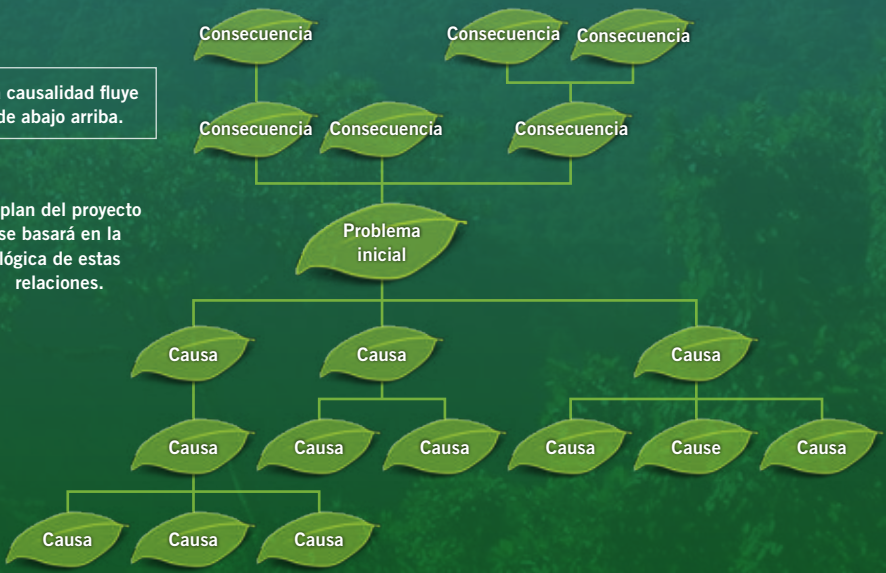 Consecuencia
Consecuencia
Consecuencia
causalidad fluye
de abajo arriba.
Consecuencia
Consecuencia
Consecuencia
plan del proyecto
se basará en la
lógica de estas
relaciones.
Problema
inicial
Causa
Causa
Causa
Causa
Causa
Causa
Causa
Cause
Causa
Causa
Causa
Causa